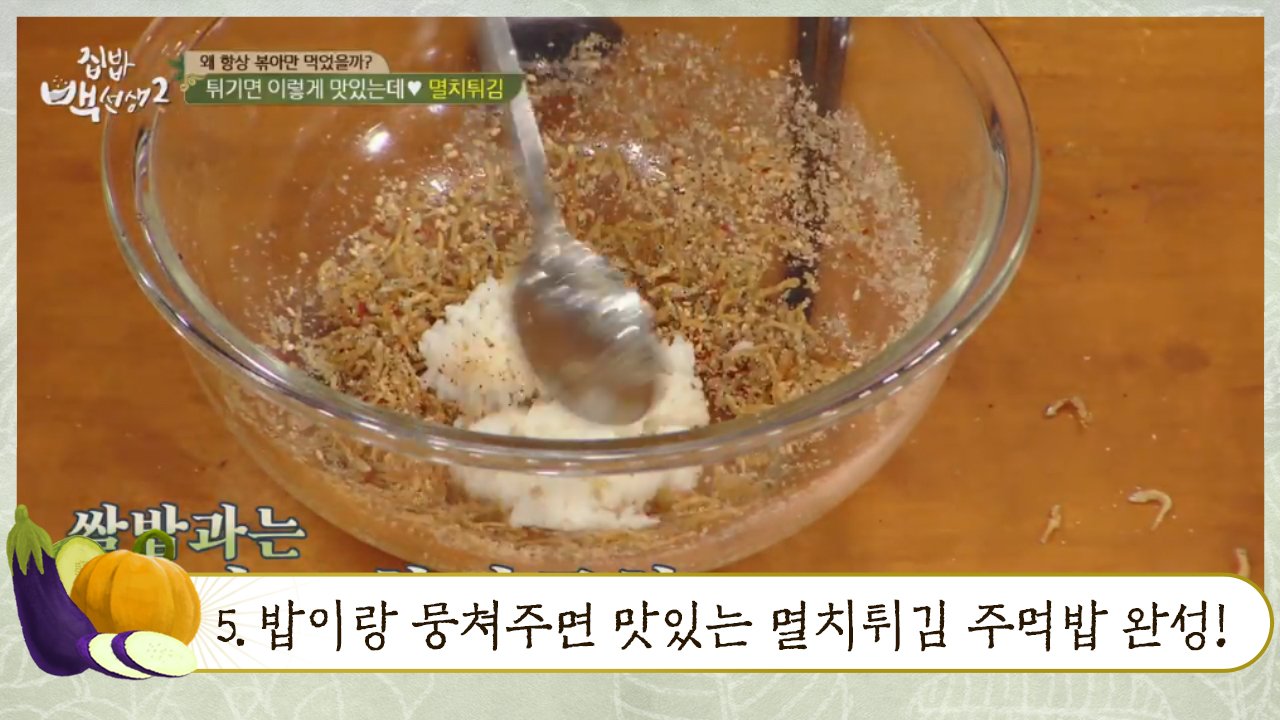 집밥
백선생2
왜 항상 볶아만 먹었을까?
튀기면 이렇게 맛있는데♥ 멸치튀김
쌀밥과는
5. 밥이랑 뭉쳐주면 맛있는 멸치튀김 주먹밥 완성!